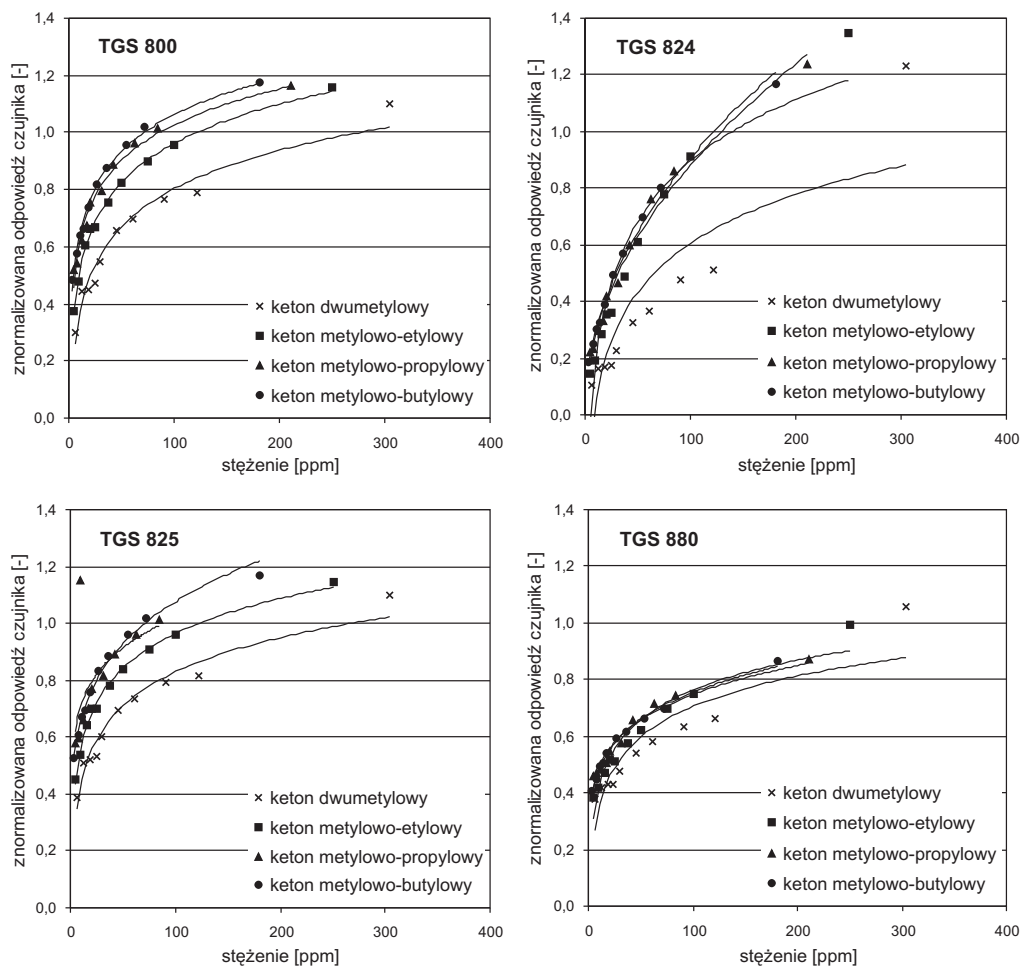 TGS 800
znormalizowana odpowiedź czujnika [-]
1,4
1,2
1,0
0,8
0,6
0,4
0,2
0,0
0 100 200 300 400
stężenie [ppm]
keton dwumetylowy
keton metylowo-etylowy
keton metylowo-propylowy
keton metylowo-butylowy
TGS 824
znormalizowana odpowiedź czujnika [-]
1,4
1,2
1,0
0,8
0,6
0,4
0,2
0,0
0 100 200 300 400
stężenie [ppm]
keton dwumetylowy
keton metylowo-etylowy
keton metylowo-propylowy
keton metylowo-butylowy
TGS 825
znormalizowana odpowiedź czujnika [-]
1,4
1,2
1,0
0,8
0,6
0,4
0,2
0,0
0 100 200 300 400
stężenie [ppm]
keton dwumetylowy
keton metylowo-etylowy
keton metylowo-propylowy
keton metylowo-butylowy
TGS 880
znormalizowana odpowiedź czujnika [-]
1,4
1,2
1,0
0,8
0,6
0,4
0,2
0,0
0 100 200 300 400
stężenie [ppm]
keton dwumetylowy
keton metylowo-etylowy
keton metylowo-propylowy
keton metylowo-butylowy